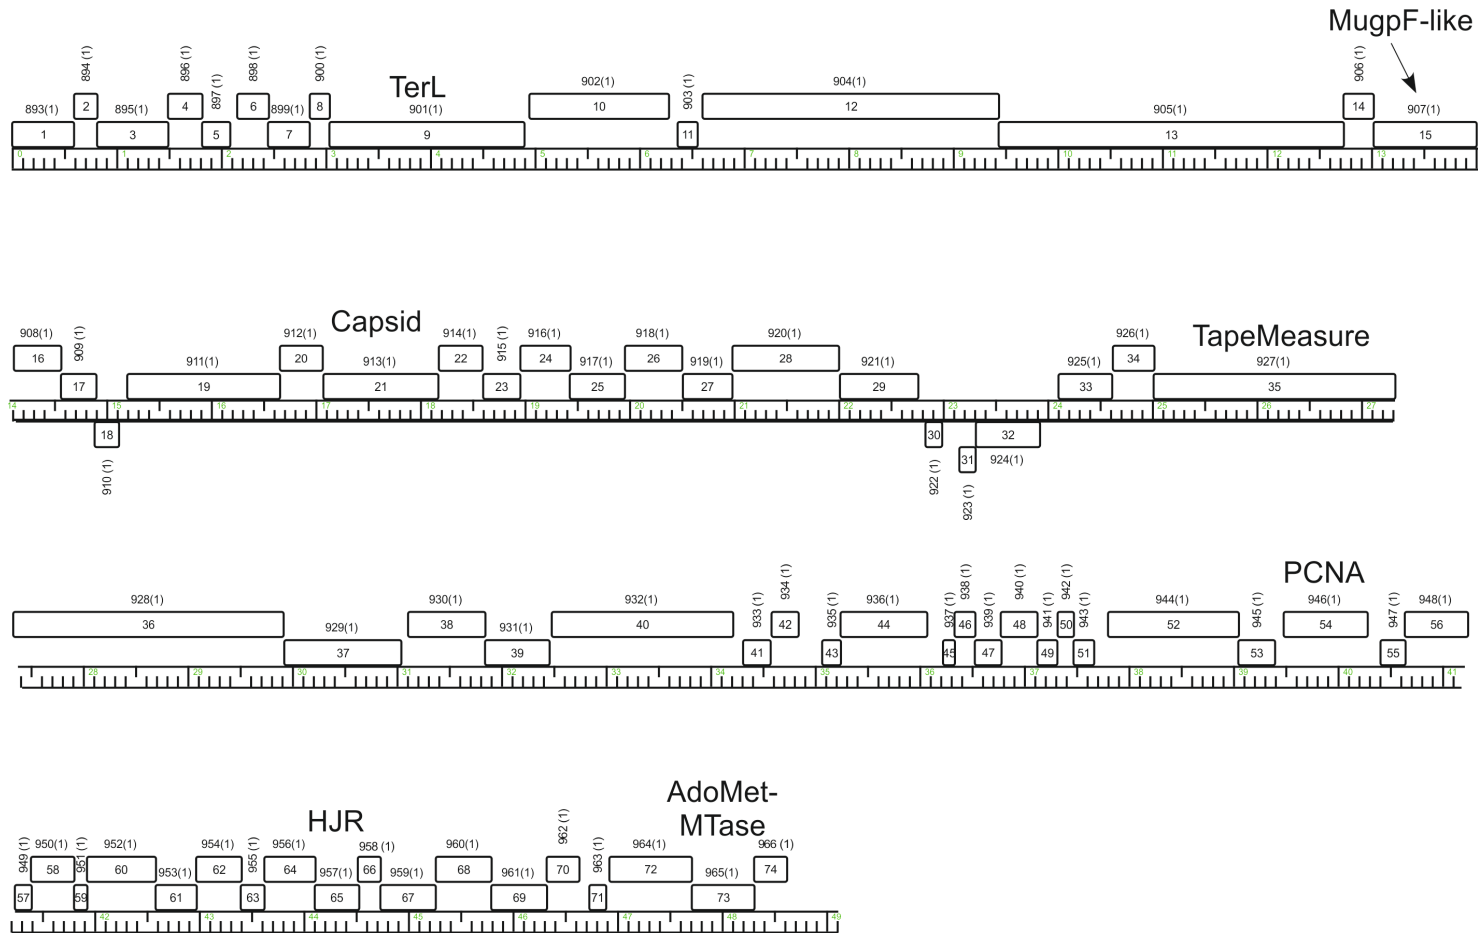 MugpF-like
894 (1)
896 (1)
898 (1)
900 (1)
906 (1)
897 (1)
TerL
902(1)
903 (1)
904(1)
893(1)
895(1)
899(1)
901(1)
905(1)
907(1)
2 4 6 8 10 12 14
1 3 5 7 9 11 13 15
0 1 2 3 4 5 6 7 8 9 10 11 12 13
Capsid
TapeMeasure
908(1) 909 (1) 912(1) 914(1) 915 (1) 916(1) 918(1) 920(1) 926(1)
911(1) 913(1) 917(1) 919(1) 921(1) 925(1) 927(1)
16 20 22 24 26 28 34
17 19 21 23 25 27 29 33 35
14 15 16 17 18 19 20 21 22 23 24 25 26 27
18 30 32
31
910 (1) 922 (1) 923 (1) 924(1)
PCNA
928(1) 930(1) 932(1) 933 (1) 934 (1) 935 (1) 936(1) 937 (1) 938 (1) 939 (1) 940 (1) 941 (1) 942 (1) 943 (1) 944(1) 945 (1) 946(1) 947 (1) 948(1)
929(1) 931(1)
36 38 40 42 44 46 48 50 52 54 56
37 39 41 43 45 47 49 51 53 55
28 29 30 31 32 33 34 35 36 37 38 39 40 41
HJR
AdoMet-
MTase
949 (1) 950(1) 951 (1) 952(1) 954(1) 955 (1) 956(1) 958 (1) 960(1) 962 (1) 963 (1) 964(1) 966 (1)
953(1) 957(1) 959(1) 961(1) 965(1)
58 60 62 64 66 68 70 72 74
57 59 61 63 65 67 69 71 73
42 43 44 45 46 47 48 49